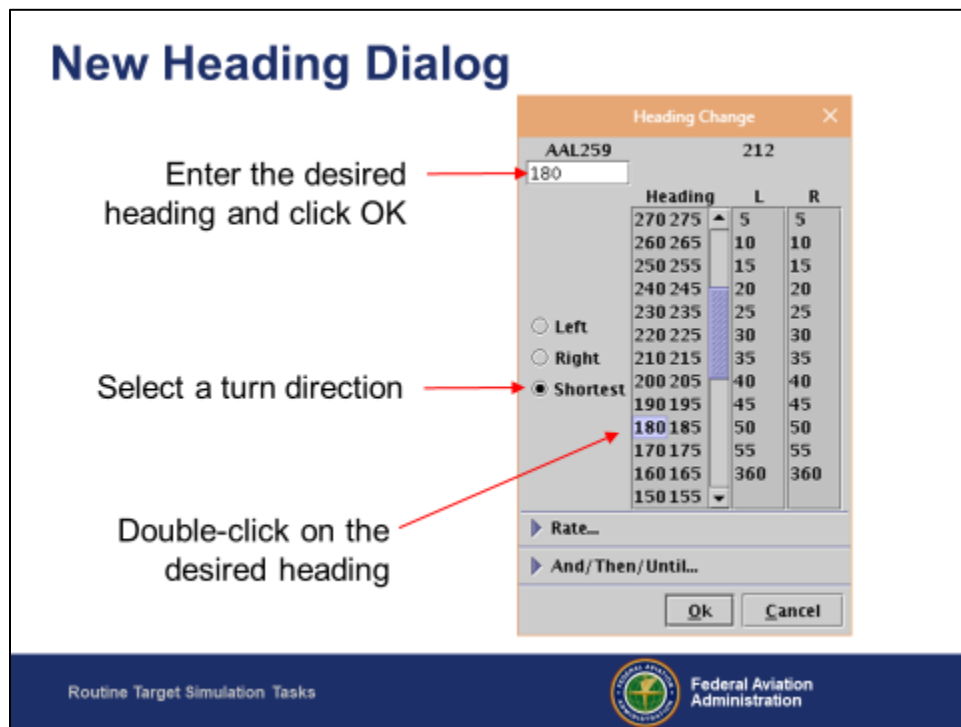 New Heading Dialog
Heading Change
AAL259 212
180
Enter the desired
heading and click OK
Heading L R
270 275 5 5
260 265 10 10
250 255 15 15
240 245 20 20
230 235 25 25
220 225 30 30
210 215 35 35
200 205 40 40
190 195 45 45
180 185 50 50
170 175 55 55
160 165 360 360
150 155
Left
Right
Shortest
Select a turn direction
Double-click on the
desired heading
Rate...
And/Then/Until...
Ok Cancel
Routine Target Simulation Tasks
Federal Aviation
Administration